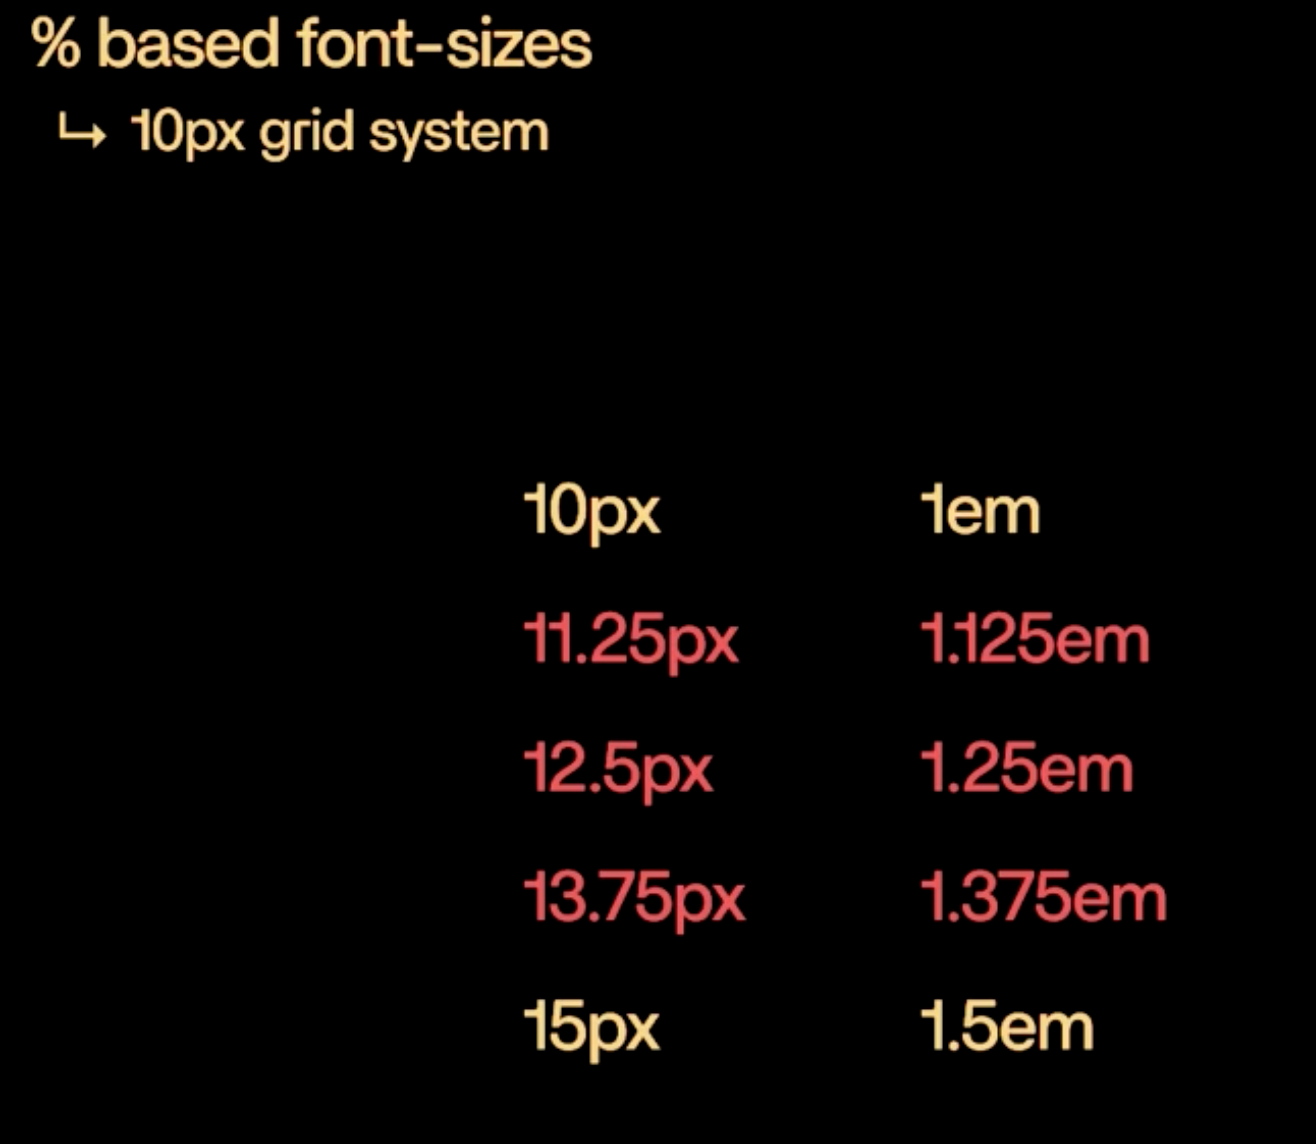 % based font-sizes
↳ 10px grid system
10px 1em
11.25px 1.125em
12.5px 1.25em
13.75px 1.375em
15px 1.5em